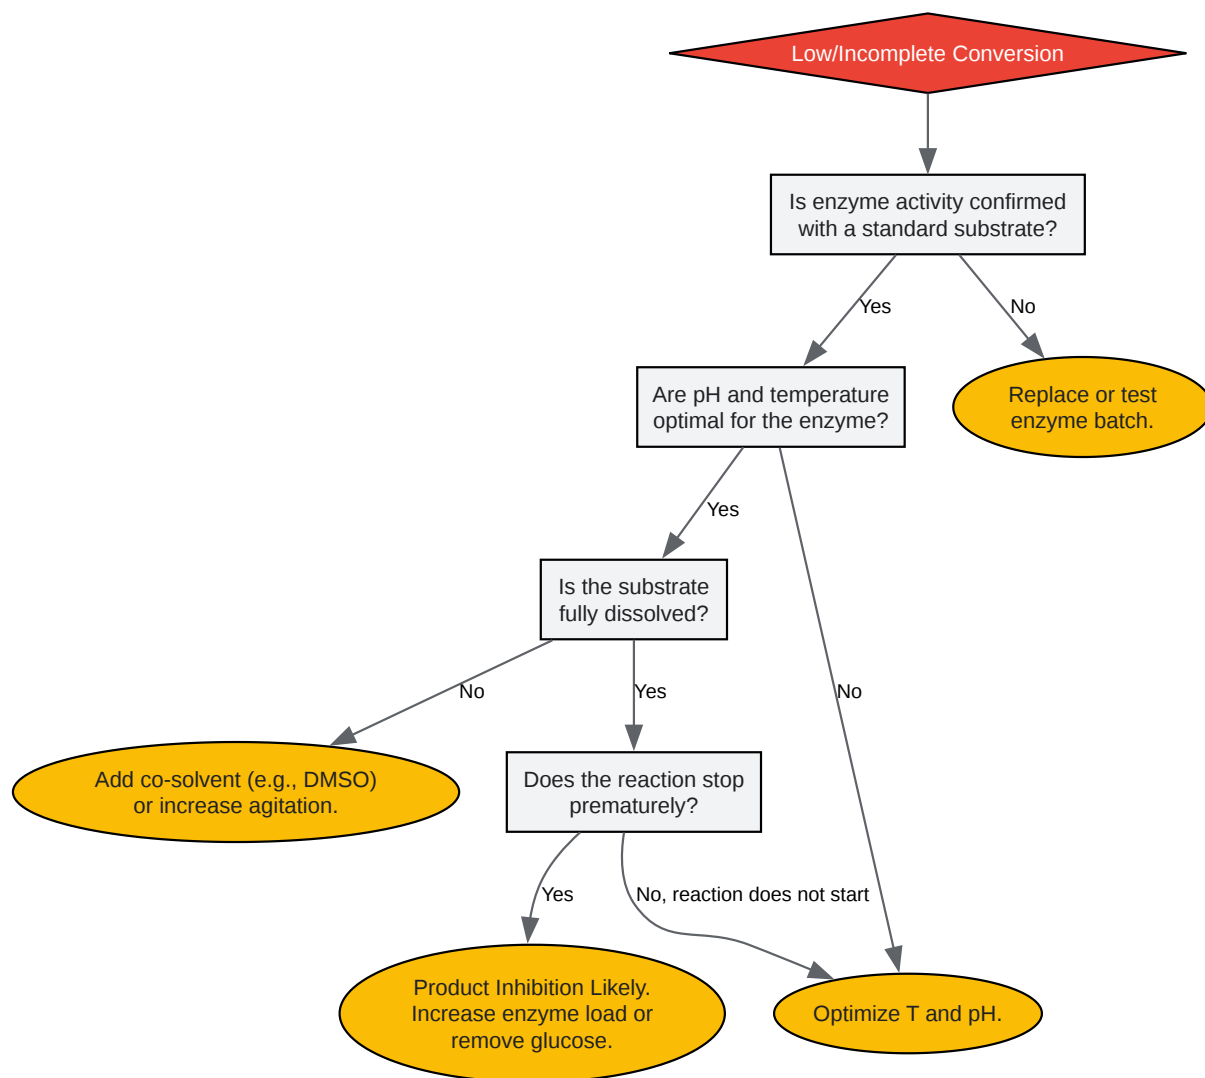 Low/Incomplete Conversion
Is enzyme activity confirmed
with a standard substrate?
Yes
No
Are pH and temperature
optimal for the enzyme?
Replace or test
enzyme batch.
Yes
Is the substrate
fully dissolved?
No
Yes
No
Add co-solvent (e.g., DMSO)
or increase agitation.
Does the reaction stop
prematurely?
Yes
No, reaction does not start
Product Inhibition Likely.
Increase enzyme load or
remove glucose.
Optimize T and pH.